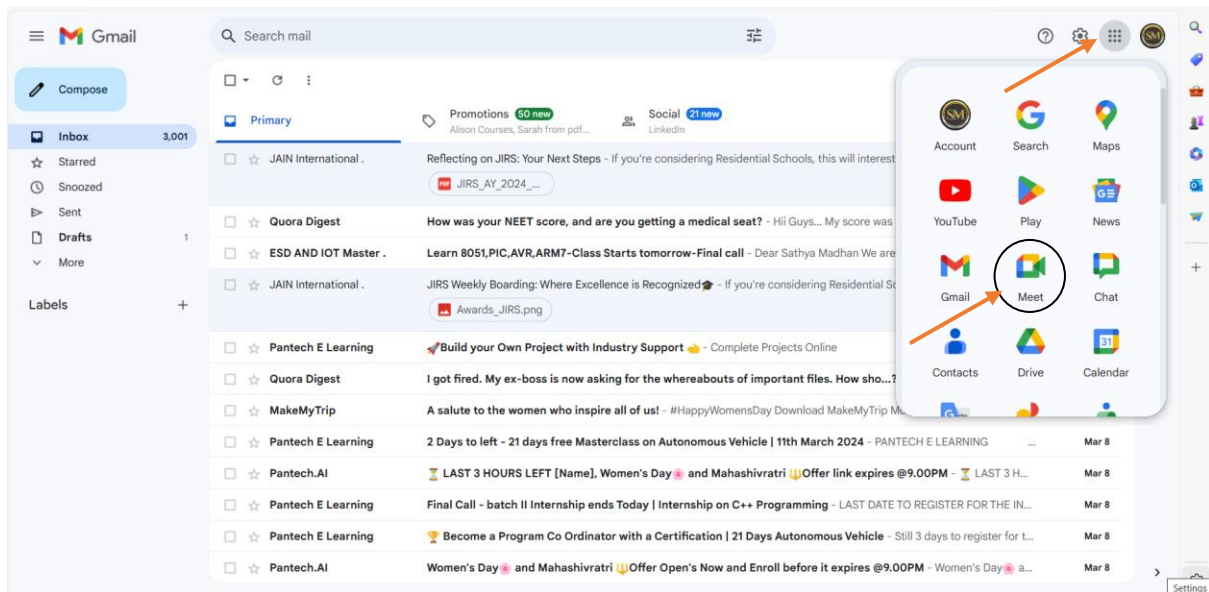 Gmail
Search mail
SM
Compose
Inbox 3,001
Starred
Snoozed
Sent
Drafts 1
More
Labels
Primary
Promotions 50 new
Alison Courses, Sarah from pdf...
Social 21 new
LinkedIn
JAIN International . Reflecting on JIRS: Your Next Steps - If you're considering Residential Schools, this will interest
PDF JIRS_AY_2024_...
Quora Digest How was your NEET score, and are you getting a medical seat? - Hii Guys... My score was
ESD AND IOT Master . Learn 8051,PIC,AVR,ARM7-Class Starts tomorrow-Final call - Dear Sathya Madhan We are
JAIN International . JIRS Weekly Boarding: Where Excellence is Recognized🎓 - If you're considering Residential Sc
Awards_JIRS.png
Pantech E Learning 🚀Build your Own Project with Industry Support 👍 - Complete Projects Online
Quora Digest I got fired. My ex-boss is now asking for the whereabouts of important files. How sho...?
MakeMyTrip A salute to the women who inspire all of us! - #HappyWomensDay Download MakeMyTrip Mo
Pantech E Learning 2 Days to left - 21 days free Masterclass on Autonomous Vehicle | 11th March 2024 - PANTECH E LEARNING ... Mar 8
Pantech.AI ⏳ LAST 3 HOURS LEFT [Name], Women's Day🌸 and Mahashivratri 🔱Offer link expires @9.00PM - ⏳ LAST 3 H... Mar 8
Pantech E Learning Final Call - batch II Internship ends Today | Internship on C++ Programming - LAST DATE TO REGISTER FOR THE IN... Mar 8
Pantech E Learning 🏆 Become a Program Co Ordinator with a Certification | 21 Days Autonomous Vehicle - Still 3 days to register for t... Mar 8
Pantech.AI Women's Day🌸 and Mahashivratri 🔱Offer Open's Now and Enroll before it expires @9.00PM - Women's Day🌸 a... Mar 8
SM
Account Search Maps
YouTube Play News
Gmail Meet Chat
31
Contacts Drive Calendar
Settings